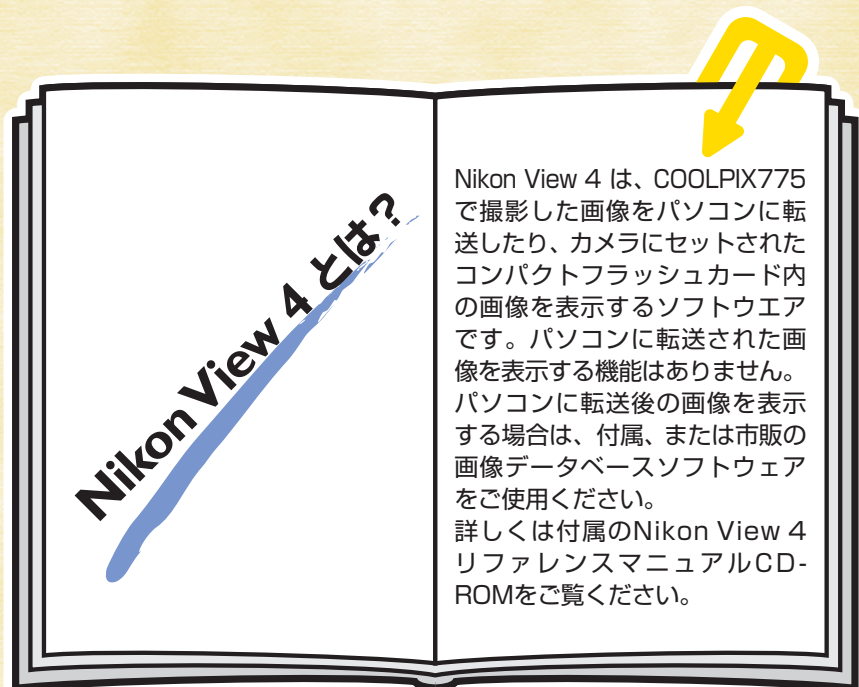 Nikon View 4 とは？
Nikon View 4 は、COOLPIX775
で撮影した画像をパソコンに転
送したり、カメラにセットされた
コンパクトフラッシュカード内
の画像を表示するソフトウエア
です。パソコンに転送された画
像を表示する機能はありません。
パソコンに転送後の画像を表示
する場合は、付属、または市販の
画像データベースソフトウェア
をご使用ください。
詳しくは付属のNikon View 4
リファレンスマニュアルCD-
ROMをご覧ください。